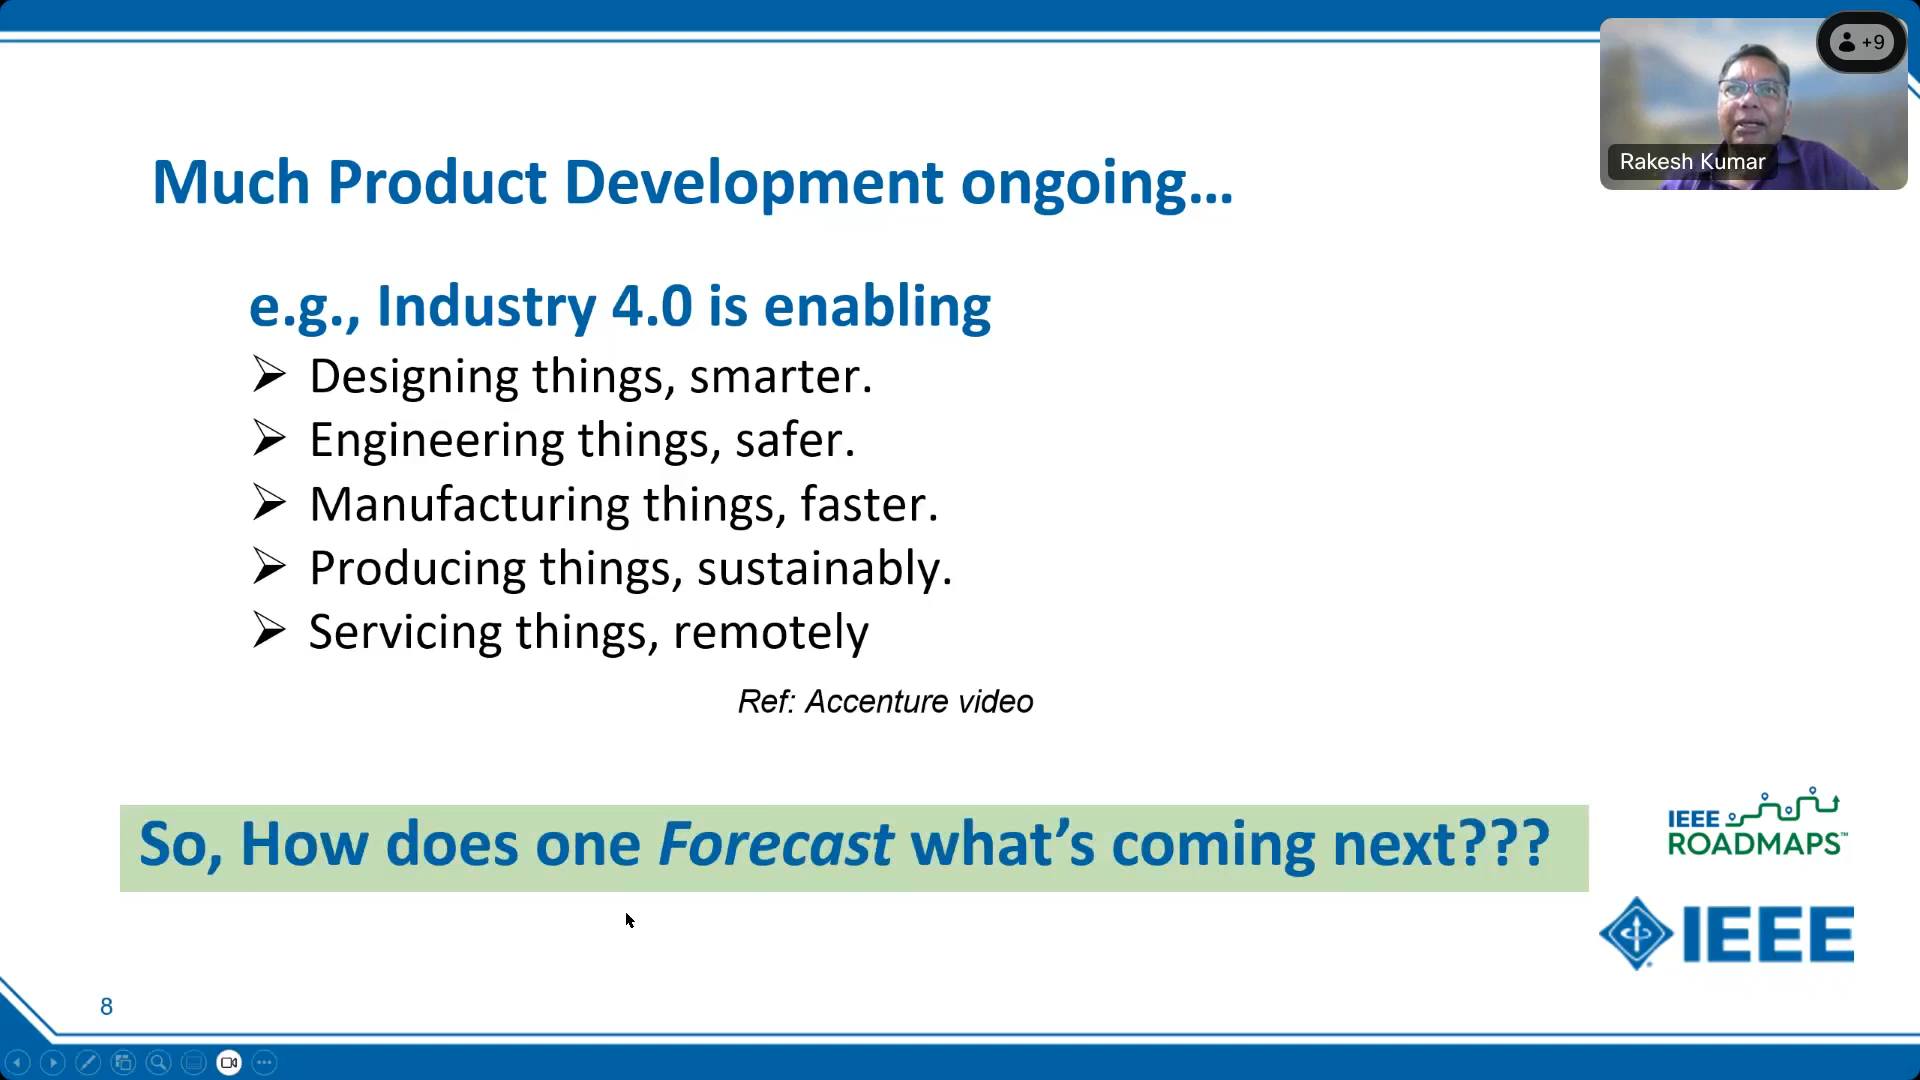 +9
Rakesh Kumar
Much Product Development ongoing...
e.g., Industry 4.0 is enabling
➢ Designing things, smarter.
➢ Engineering things, safer.
➢ Manufacturing things, faster.
➢ Producing things, sustainably.
➢ Servicing things, remotely
Ref: Accenture video
So, How does one Forecast what’s coming next???
IEEE
ROADMAPS™
IEEE
8